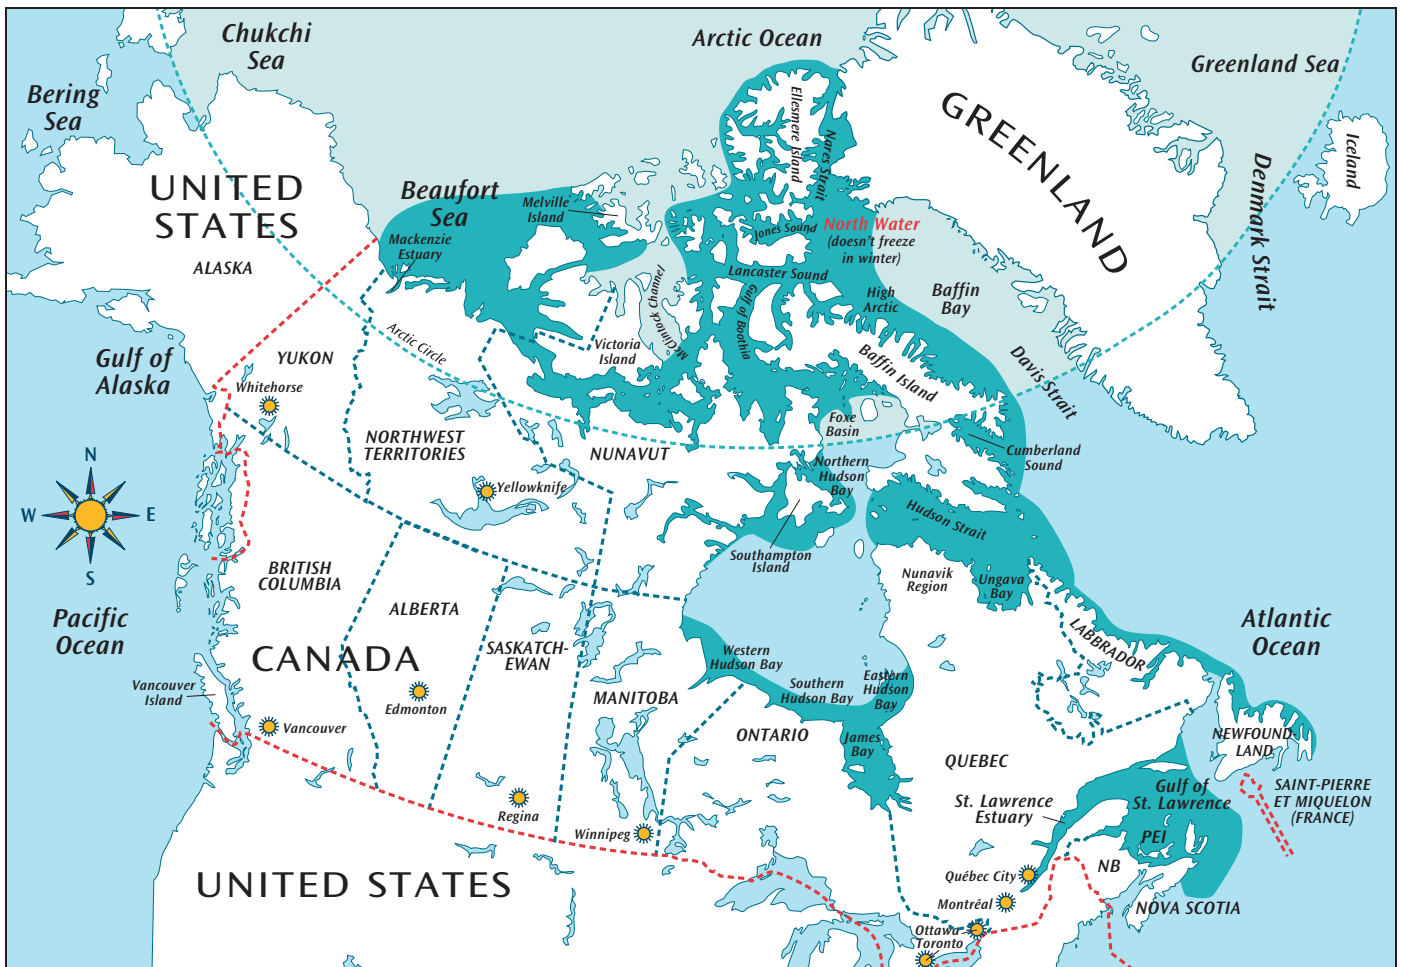 Chukchi
Sea
Arctic Ocean
Greenland Sea
Bering
Sea
GREENLAND
Iceland
Ellesmere Island
Nares Strait
Denmark Strait
UNITED
STATES
ALASKA
Beaufort
Sea
Melville
Island
Mackenzie
Estuary
Jones Sound
North Water
(doesn't freeze
in winter)
Lancaster Sound
McClintock Channel
Gulf of Boothia
High
Arctic
Baffin
Bay
Arctic Circle
Victoria
Island
Baffin Island
Davis Strait
Gulf of
Alaska
YUKON
Whitehorse
Foxe
Basin
NORTHWEST
TERRITORIES
NUNAVUT
Cumberland
Sound
Northern
Hudson
Bay
Yellowknife
N
W
E
S
Hudson Strait
Southampton
Island
Nunavik
Region
Ungava
Bay
BRITISH
COLUMBIA
ALBERTA
Pacific
Ocean
Atlantic
Ocean
LABBRADOR
CANADA
SASKATCH-
EWAN
Western
Hudson Bay
Southern
Hudson Bay
Eastern
Hudson
Bay
Vancouver
Island
MANITOBA
Edmonton
Vancouver
ONTARIO
James
Bay
NEWFOUND-
LAND
QUEBEC
Gulf of
St. Lawrence
SAINT-PIERRE
ET MIQUELON
(FRANCE)
St. Lawrence
Estuary
Regina
Winnipeg
PEI
NB
Québec City
UNITED STATES
Montréal
NOVA SCOTIA
Ottawa
Toronto